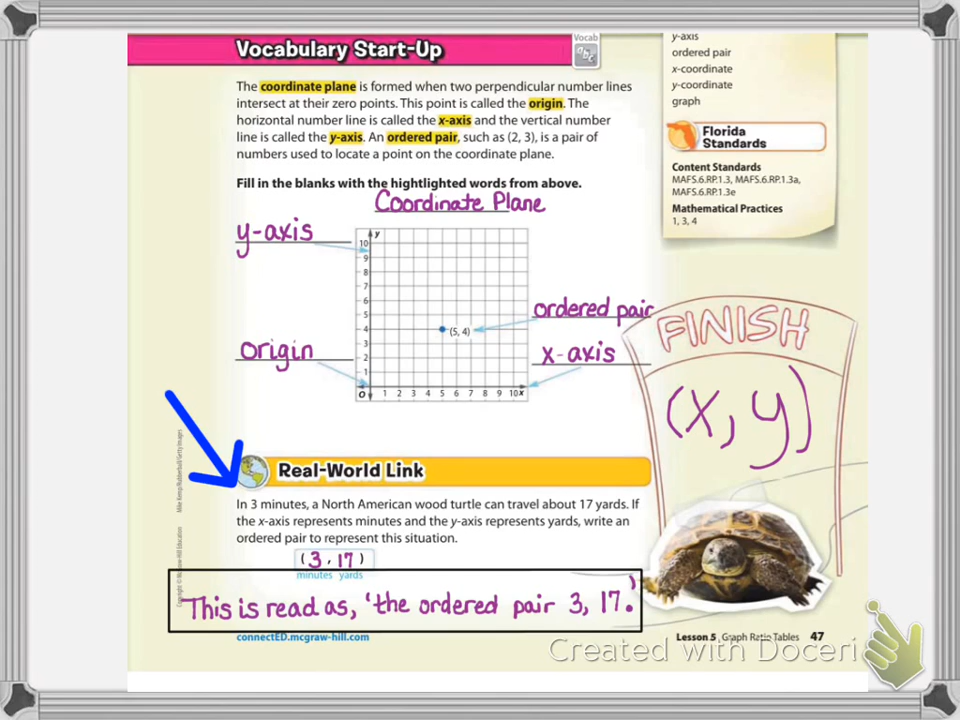 Vocabulary Start-Up
Vocab
abc
The coordinate plane is formed when two perpendicular number lines
intersect at their zero points. This point is called the origin. The
horizontal number line is called the x-axis and the vertical number
line is called the y-axis. An ordered pair, such as (2, 3), is a pair of
numbers used to locate a point on the coordinate plane.
Fill in the blanks with the hightlighted words from above.
Coordinate Plane
y-axis
y
10
9
8
7
6
5
4
3
2
1
O 1 2 3 4 5 6 7 8 9 10 x
(5, 4)
ordered pair
origin
x-axis
y-axis
ordered pair
x-coordinate
y-coordinate
graph
Florida
Standards
Content Standards
MAFS.6.RP.1.3, MAFS.6.RP.1.3a,
MAFS.6.RP.1.3e
Mathematical Practices
1, 3, 4
FINISH
(x, y)
Real-World Link
In 3 minutes, a North American wood turtle can travel about 17 yards. If
the x-axis represents minutes and the y-axis represents yards, write an
ordered pair to represent this situation.
(3, 17)
minutes yards
This is read as, 'the ordered pair 3, 17.'
connectED.mcgraw-hill.com
Lesson 5 Graph Ratio Tables 47
Copyright © McGraw-Hill Education
Mike Kemp/Rubberball/Getty Images
Created with Doceri